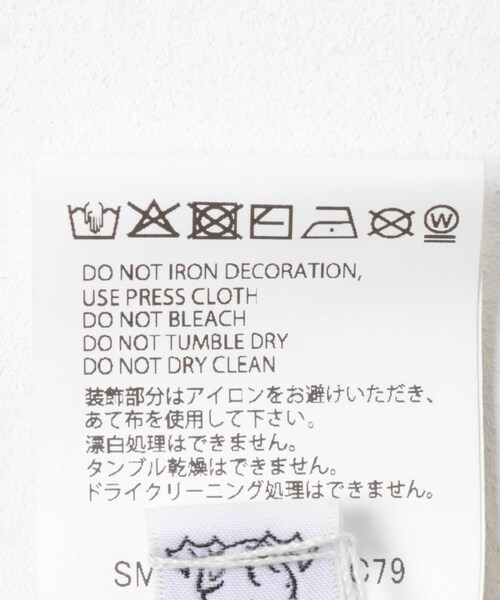 W
DO NOT IRON DECORATION,
USE PRESS CLOTH
DO NOT BLEACH
DO NOT TUMBLE DRY
DO NOT DRY CLEAN
装飾部分はアイロンをお避けいただき、
あて布を使用して下さい。
漂白処理はできません。
タンブル乾燥はできません。
ドライクリーニング処理はできません。
SM C79